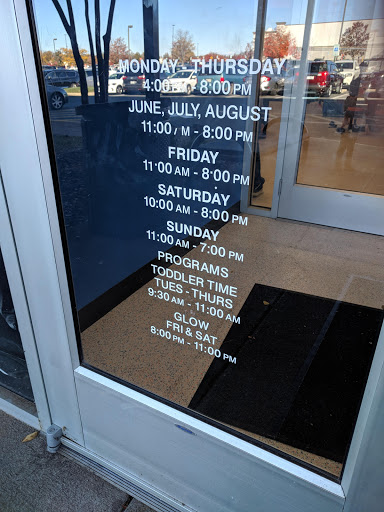 MONDAY - THURSDAY
4:00 PM - 8:00 PM
JUNE, JULY, AUGUST
11:00 AM - 8:00 PM
FRIDAY
11:00 AM - 8:00 PM
SATURDAY
10:00 AM - 8:00 PM
SUNDAY
11:00 AM - 7:00 PM
PROGRAMS
TODDLER TIME
TUES - THURS
9:30 AM - 11:00 AM
GLOW
FRI & SAT
8:00 PM - 11:00 PM